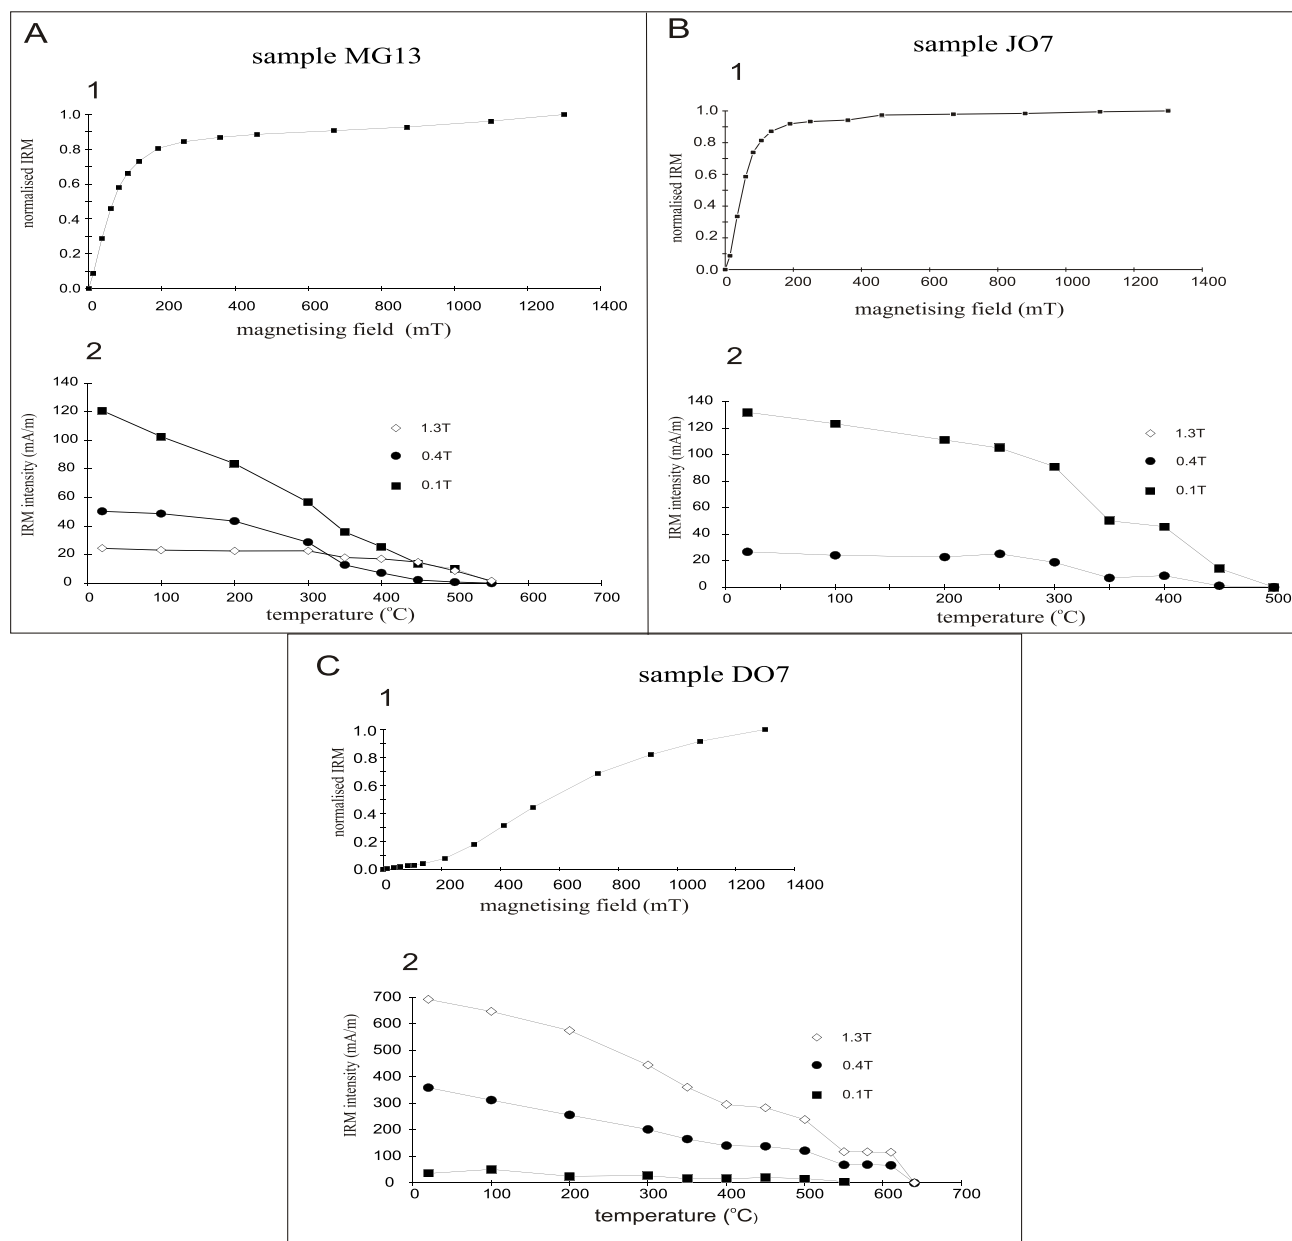 A
sample MG13
1
1.0
0.8
0.6
0.4
0.2
0.0
normalised IRM
0 200 400 600 800 1000 1200 1400
magnetising field (mT)
2
140
120
100
80
60
40
20
0
IRM intensity (mA/m)
1.3T
0.4T
0.1T
0 100 200 300 400 500 600 700
temperature (°C)
B
sample JO7
1
1.0
0.8
0.6
0.4
0.2
0.0
normalised IRM
0 200 400 600 800 1000 1200 1400
magnetising field (mT)
2
140
120
100
80
60
40
20
0
IRM intensity (mA/m)
1.3T
0.4T
0.1T
0 100 200 300 400 500
temperature (°C)
C
sample DO7
1
1.0
0.8
0.6
0.4
0.2
0.0
normalised IRM
0 200 400 600 800 1000 1200 1400
magnetising field (mT)
2
700
600
500
400
300
200
100
0
IRM intensity (mA/m)
1.3T
0.4T
0.1T
0 100 200 300 400 500 600 700
temperature (°C)